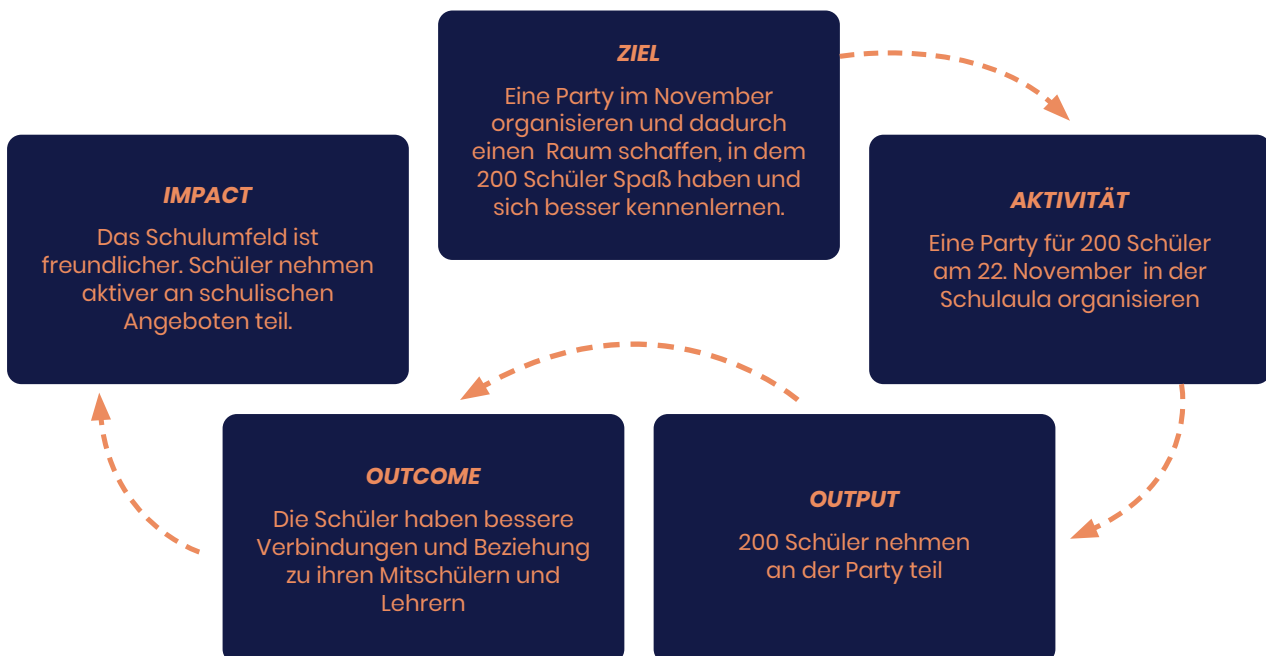 ZIEL
Eine Party im November
organisieren und dadurch
einen Raum schaffen, in dem
200 Schüler Spaß haben und
sich besser kennenlernen.
AKTIVITÄT
Eine Party für 200 Schüler
am 22. November in der
Schulaula organisieren
OUTPUT
200 Schüler nehmen
an der Party teil
OUTCOME
Die Schüler haben bessere
Verbindungen und Beziehung
zu ihren Mitschülern und
Lehrern
IMPACT
Das Schulumfeld ist
freundlicher. Schüler nehmen
aktiver an schulischen
Angeboten teil.